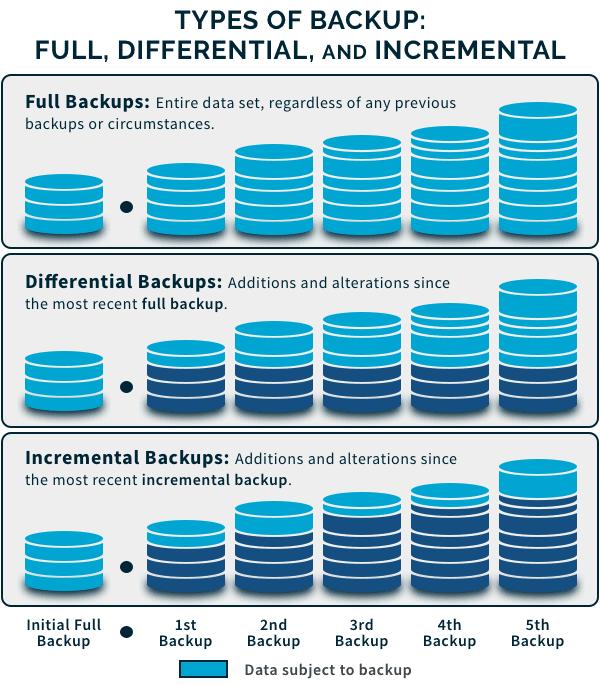 TYPES OF BACKUP:
FULL, DIFFERENTIAL, AND INCREMENTAL
Full Backups: Entire data set, regardless of any previous
backups or circumstances.
Differential Backups: Additions and alterations since
the most recent full backup.
Incremental Backups: Additions and alterations since
the most recent incremental backup.
Initial Full
Backup
1st
Backup
2nd
Backup
3rd
Backup
4th
Backup
5th
Backup
Data subject to backup